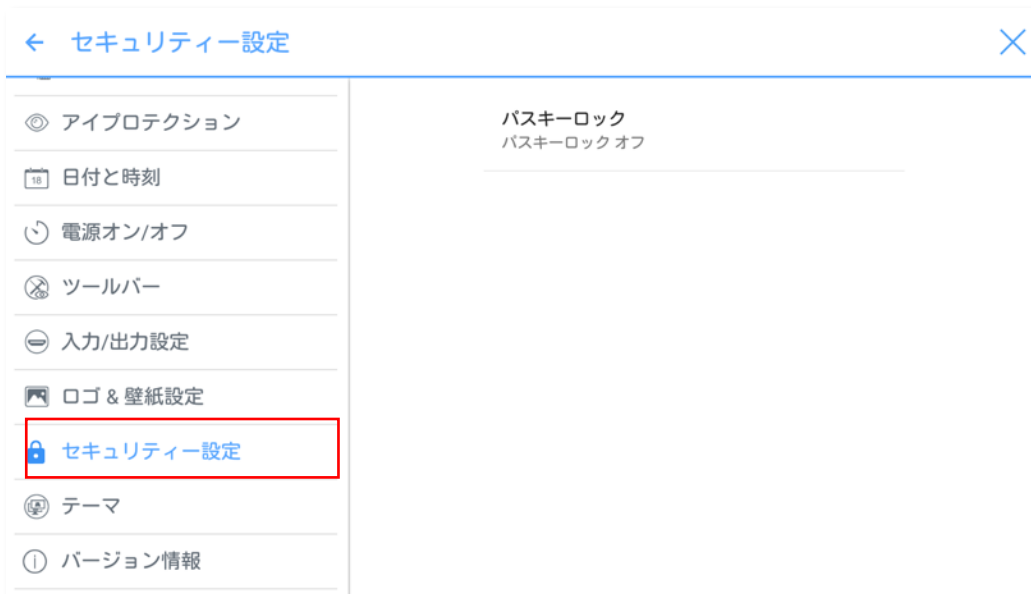 セキュリティー設定
アイプロテクション
18
日付と時刻
電源オン/オフ
ツールバー
入力/出力設定
ロゴ & 壁紙設定
セキュリティー設定
テーマ
バージョン情報
パスキーロック
パスキーロック オフ